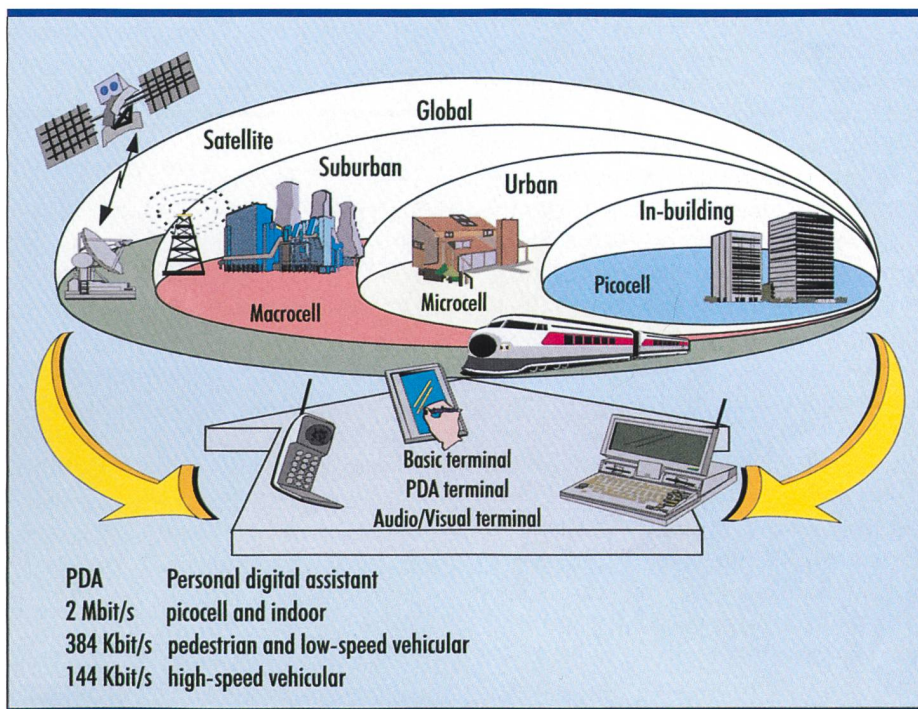 Global
Satellite
Suburban
Urban
In-building
Picocell
Microcell
Macrocell
Basic terminal
PDA terminal
Audio/Visual terminal
PDA Personal digital assistant
2 Mbit/s picocell and indoor
384 Kbit/s pedestrian and low-speed vehicular
144 Kbit/s high-speed vehicular